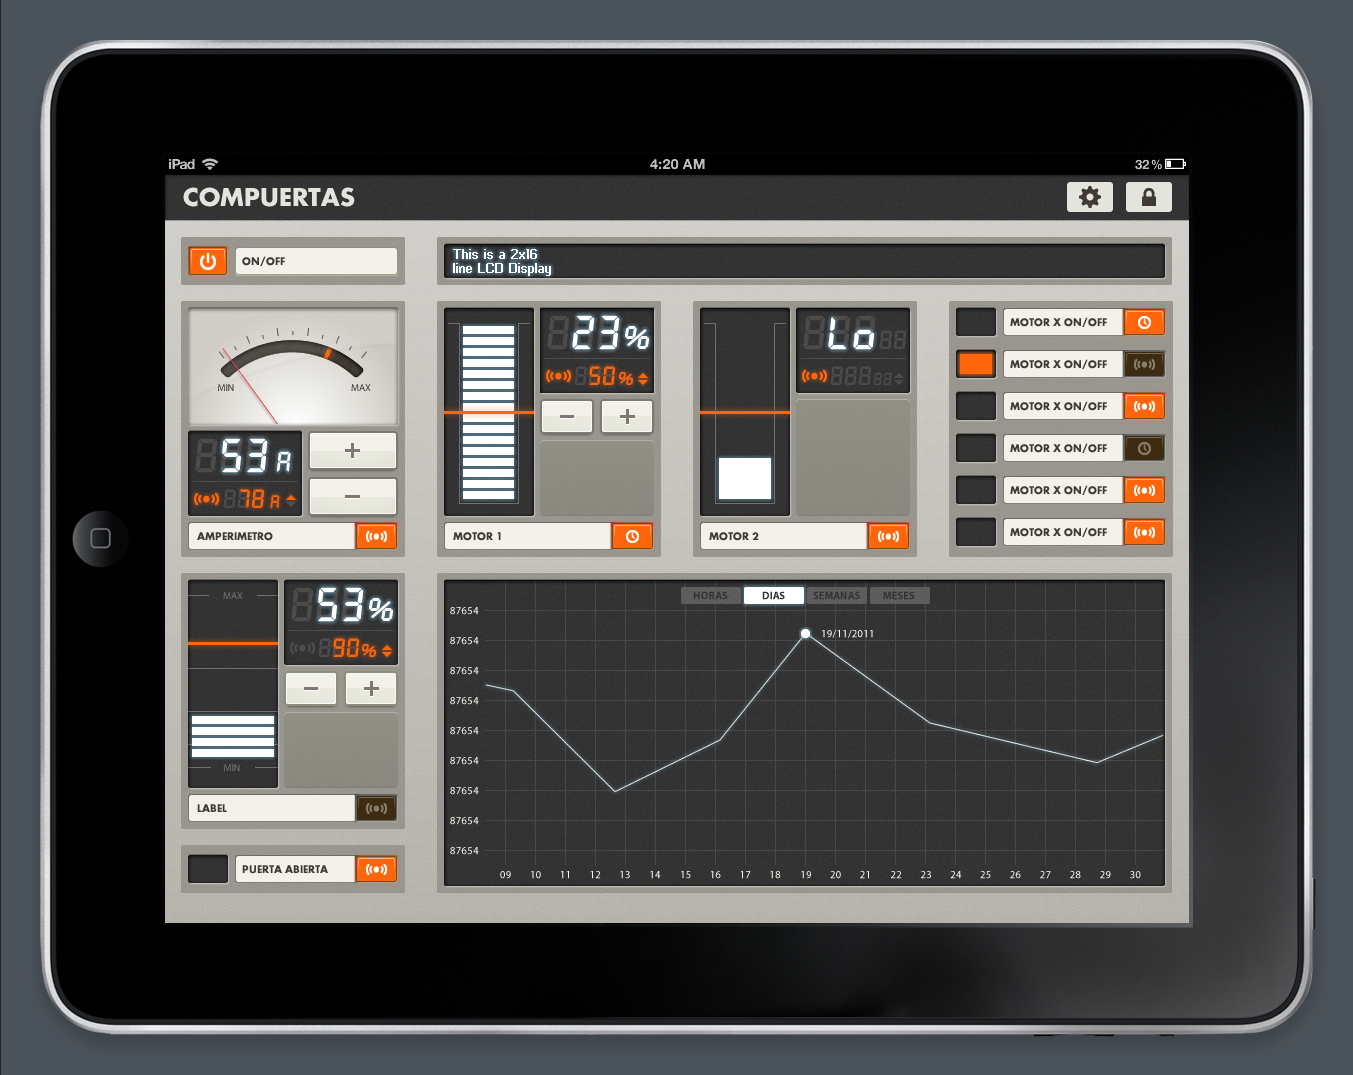 iPad 4:20 AM 32%
COMPUERTAS
ON/OFF
This is a 2x16
line LCD Display
MIN MAX
53 A
78 A
+
−
AMPERIMETRO
23%
50%
− +
MOTOR 1
Lo
MOTOR 2
MOTOR X ON/OFF
MOTOR X ON/OFF
MOTOR X ON/OFF
MOTOR X ON/OFF
MOTOR X ON/OFF
MOTOR X ON/OFF
MAX
MIN
53%
90%
− +
LABEL
PUERTA ABIERTA
HORAS DIAS SEMANAS MESES
19/11/2011
87654
87654
87654
87654
87654
87654
87654
87654
87654
09 10 11 12 13 14 15 16 17 18 19 20 21 22 23 24 25 26 27 28 29 30